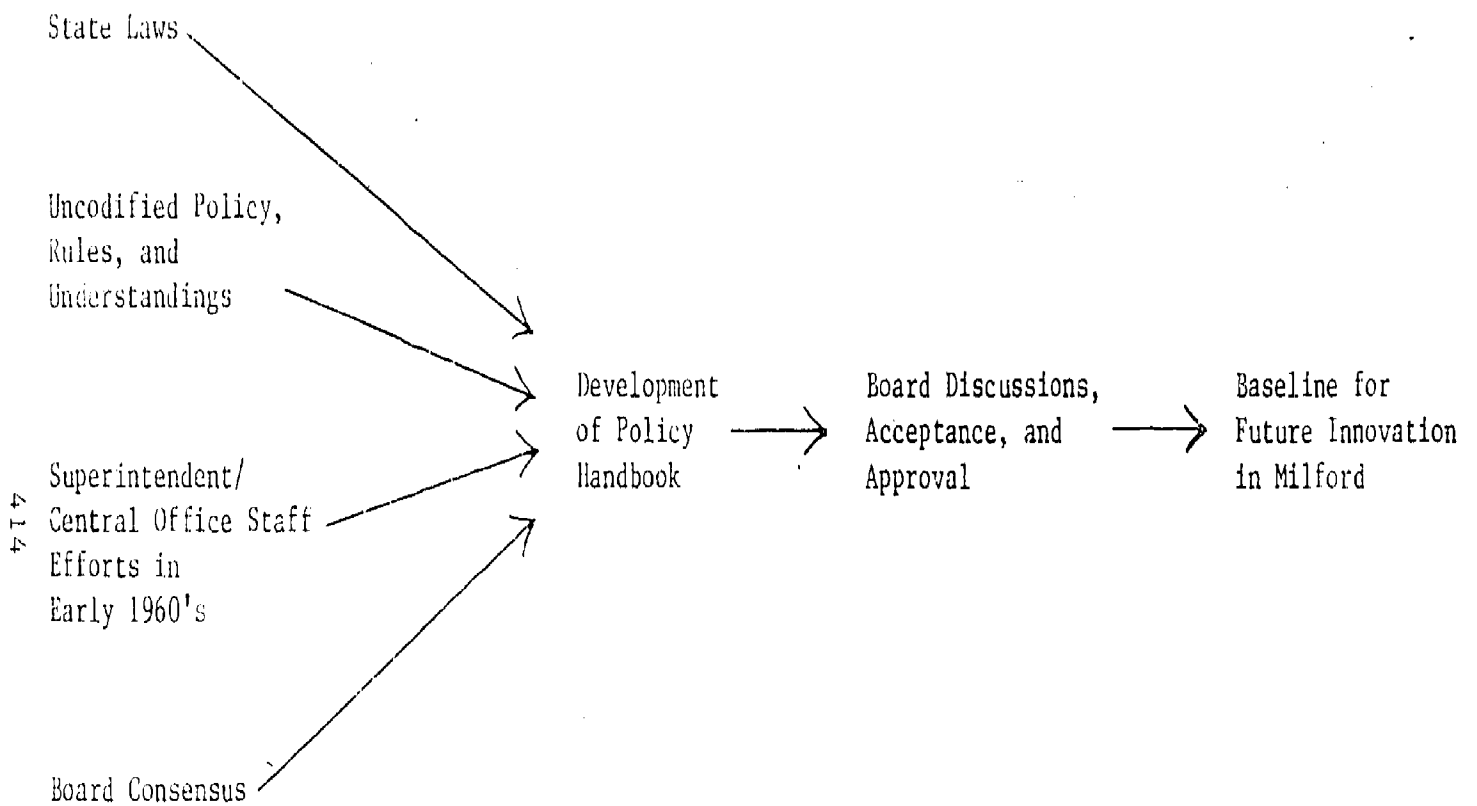 State Laws
Uncodified Policy,
Rules, and
Understandings
Superintendent/
Central Office Staff
Efforts in
Early 1960's
Board Consensus
Development
of Policy
Handbook
Board Discussions,
Acceptance, and
Approval
Baseline for
Future Innovation
in Milford
414